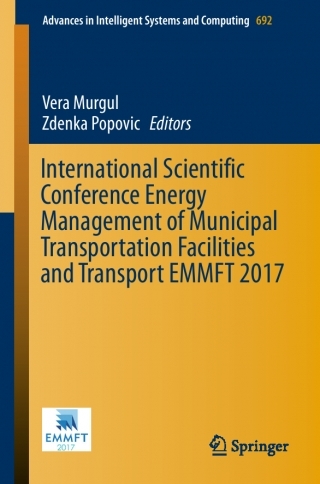 Advances in Intelligent Systems and Computing 692
Vera Murgul
Zdenka Popovic Editors
International Scientific
Conference Energy
Management of Municipal
Transportation Facilities
and Transport EMMFT 2017
EMMFT
2017
Springer